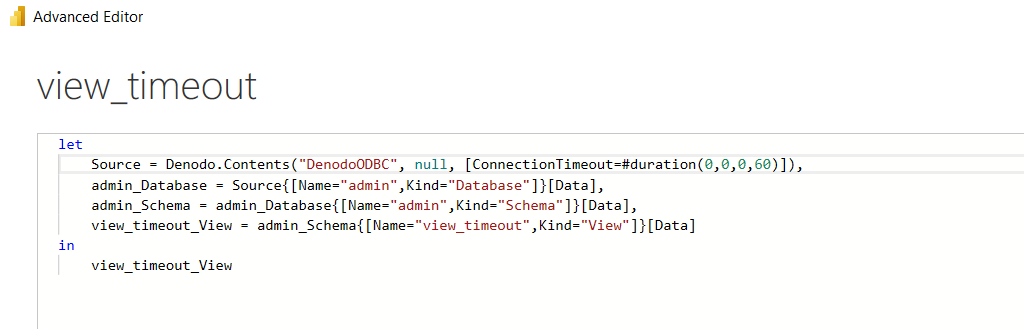 Advanced Editor
view_timeout
let
Source = Denodo.Contents("DenodoODBC", null, [ConnectionTimeout=#duration(0,0,0,60)]),
admin_Database = Source{[Name="admin",Kind="Database"]}[Data],
admin_Schema = admin_Database{[Name="admin",Kind="Schema"]}[Data],
view_timeout_View = admin_Schema{[Name="view_timeout",Kind="View"]}[Data]
in
view_timeout_View